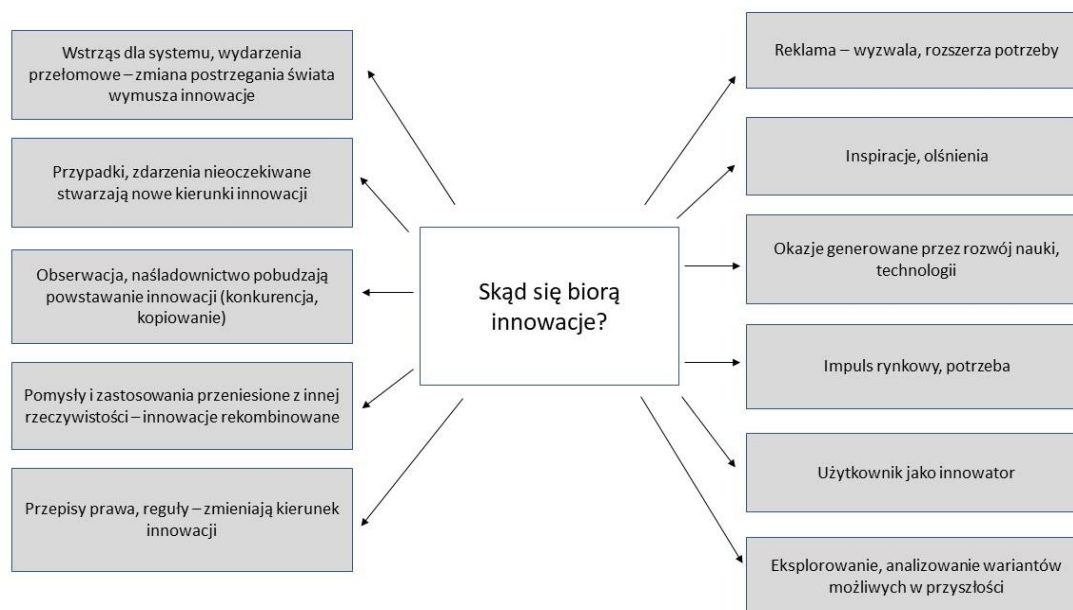 Wstrząs dla systemu, wydarzenia
przełomowe – zmiana postrzegania świata
wymusza innowacje
Przypadki, zdarzenia nieoczekiwane
stwarzają nowe kierunki innowacji
Obserwacja, naśladownictwo pobudzają
powstawanie innowacji (konkurencja,
kopiowanie)
Pomysły i zastosowania przeniesione z innej
rzeczywistości – innowacje rekombinowane
Przepisy prawa, reguły – zmieniają kierunek
innowacji
Skąd się biorą
innowacje?
Reklama – wyzwala, rozszerza potrzeby
Inspiracje, olśnienia
Okazje generowane przez rozwój nauki,
technologii
Impuls rynkowy, potrzeba
Użytkownik jako innowator
Eksplorowanie, analizowanie wariantów
możliwych w przyszłości